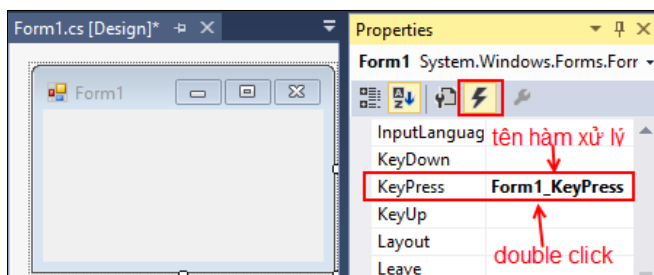 Form1.cs [Design]*
Properties
Form1 System.Windows.Forms.Forr
Form1
InputLanguag
tên hàm xử lý
KeyDown
KeyPress Form1_KeyPress
KeyUp
Layout
double click
Leave